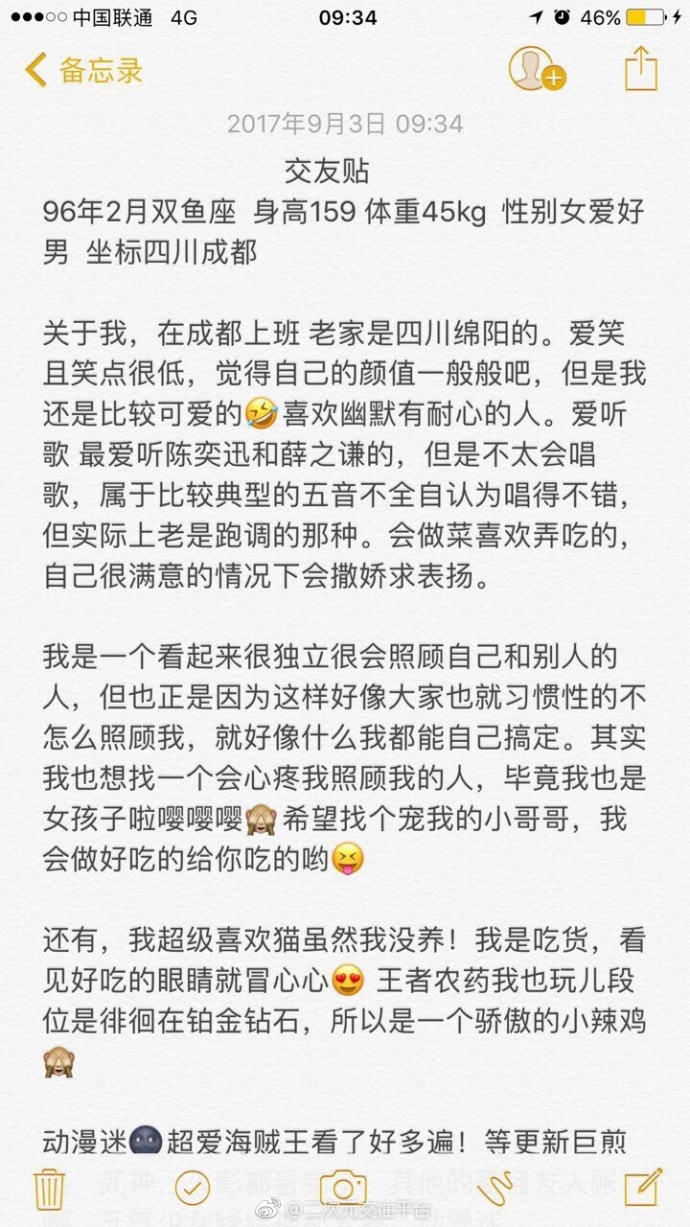 中国联通 4G 09:34 46%
备忘录
2017年9月3日 09:34
交友贴
96年2月双鱼座 身高159 体重45kg 性别女爱好
男 坐标四川成都
关于我，在成都上班 老家是四川绵阳的。爱笑
且笑点很低，觉得自己的颜值一般般吧，但是我
还是比较可爱的🤣喜欢幽默有耐心的人。爱听
歌 最爱听陈奕迅和薛之谦的，但是不太会唱
歌，属于比较典型的五音不全自认为唱得不错，
但实际上老是跑调的那种。会做菜喜欢弄吃的，
自己很满意的情况下会撒娇求表扬。
我是一个看起来很独立很会照顾自己和别人的
人，但也正是因为这样好像大家也就习惯性的不
怎么照顾我，就好像什么我都能自己搞定。其实
我也想找一个会心疼我照顾我的人，毕竟我也是
女孩子啦嘤嘤嘤🙈希望找个宠我的小哥哥，我
会做好吃的给你吃的哟😝
还有，我超级喜欢猫虽然我没养！我是吃货，看
见好吃的眼睛就冒心心😍 王者农药我也玩儿段
位是徘徊在铂金钻石，所以是一个骄傲的小辣鸡
🙈
动漫迷🌚超爱海贼王看了好多遍！等更新巨煎
@二次元交往平台